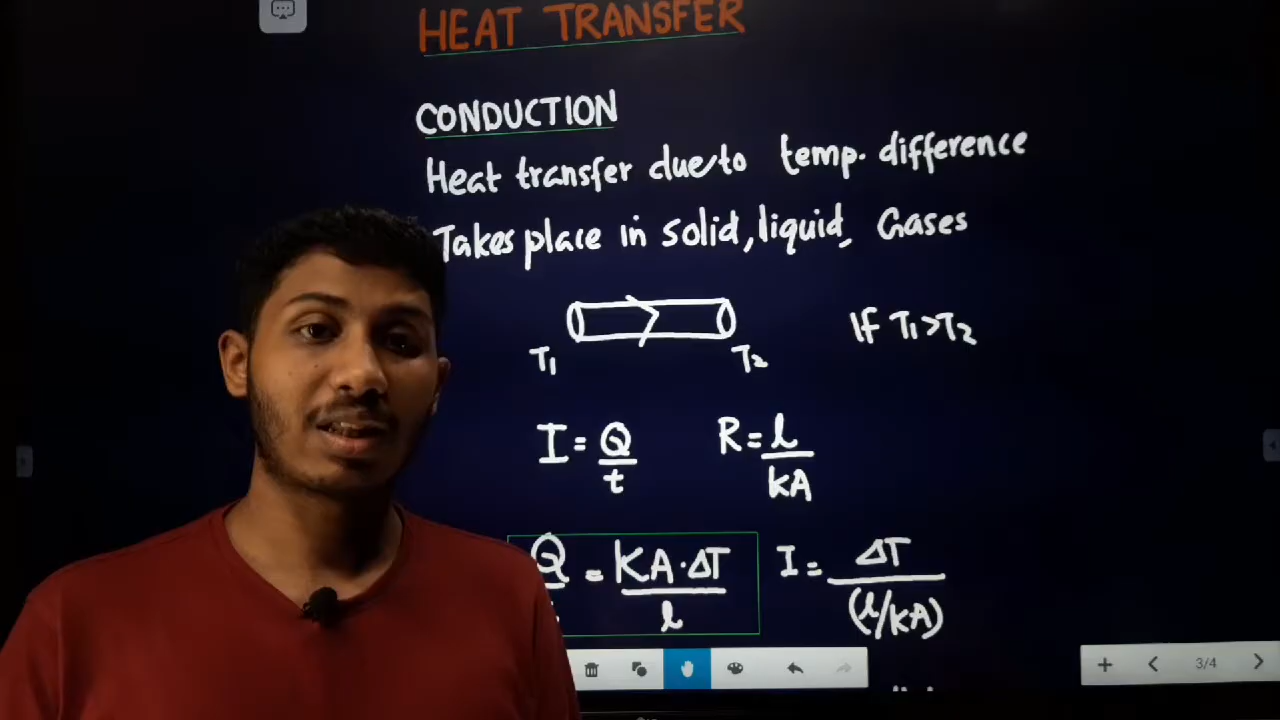 HEAT TRANSFER
CONDUCTION
Heat transfer due to temp. difference
Takes place in solid, liquid, Gases
T₁ T₂ If T₁>T₂
I = Q/t R = l/kA
Q = KA·ΔT/l I = ΔT/(l/kA)
3/4